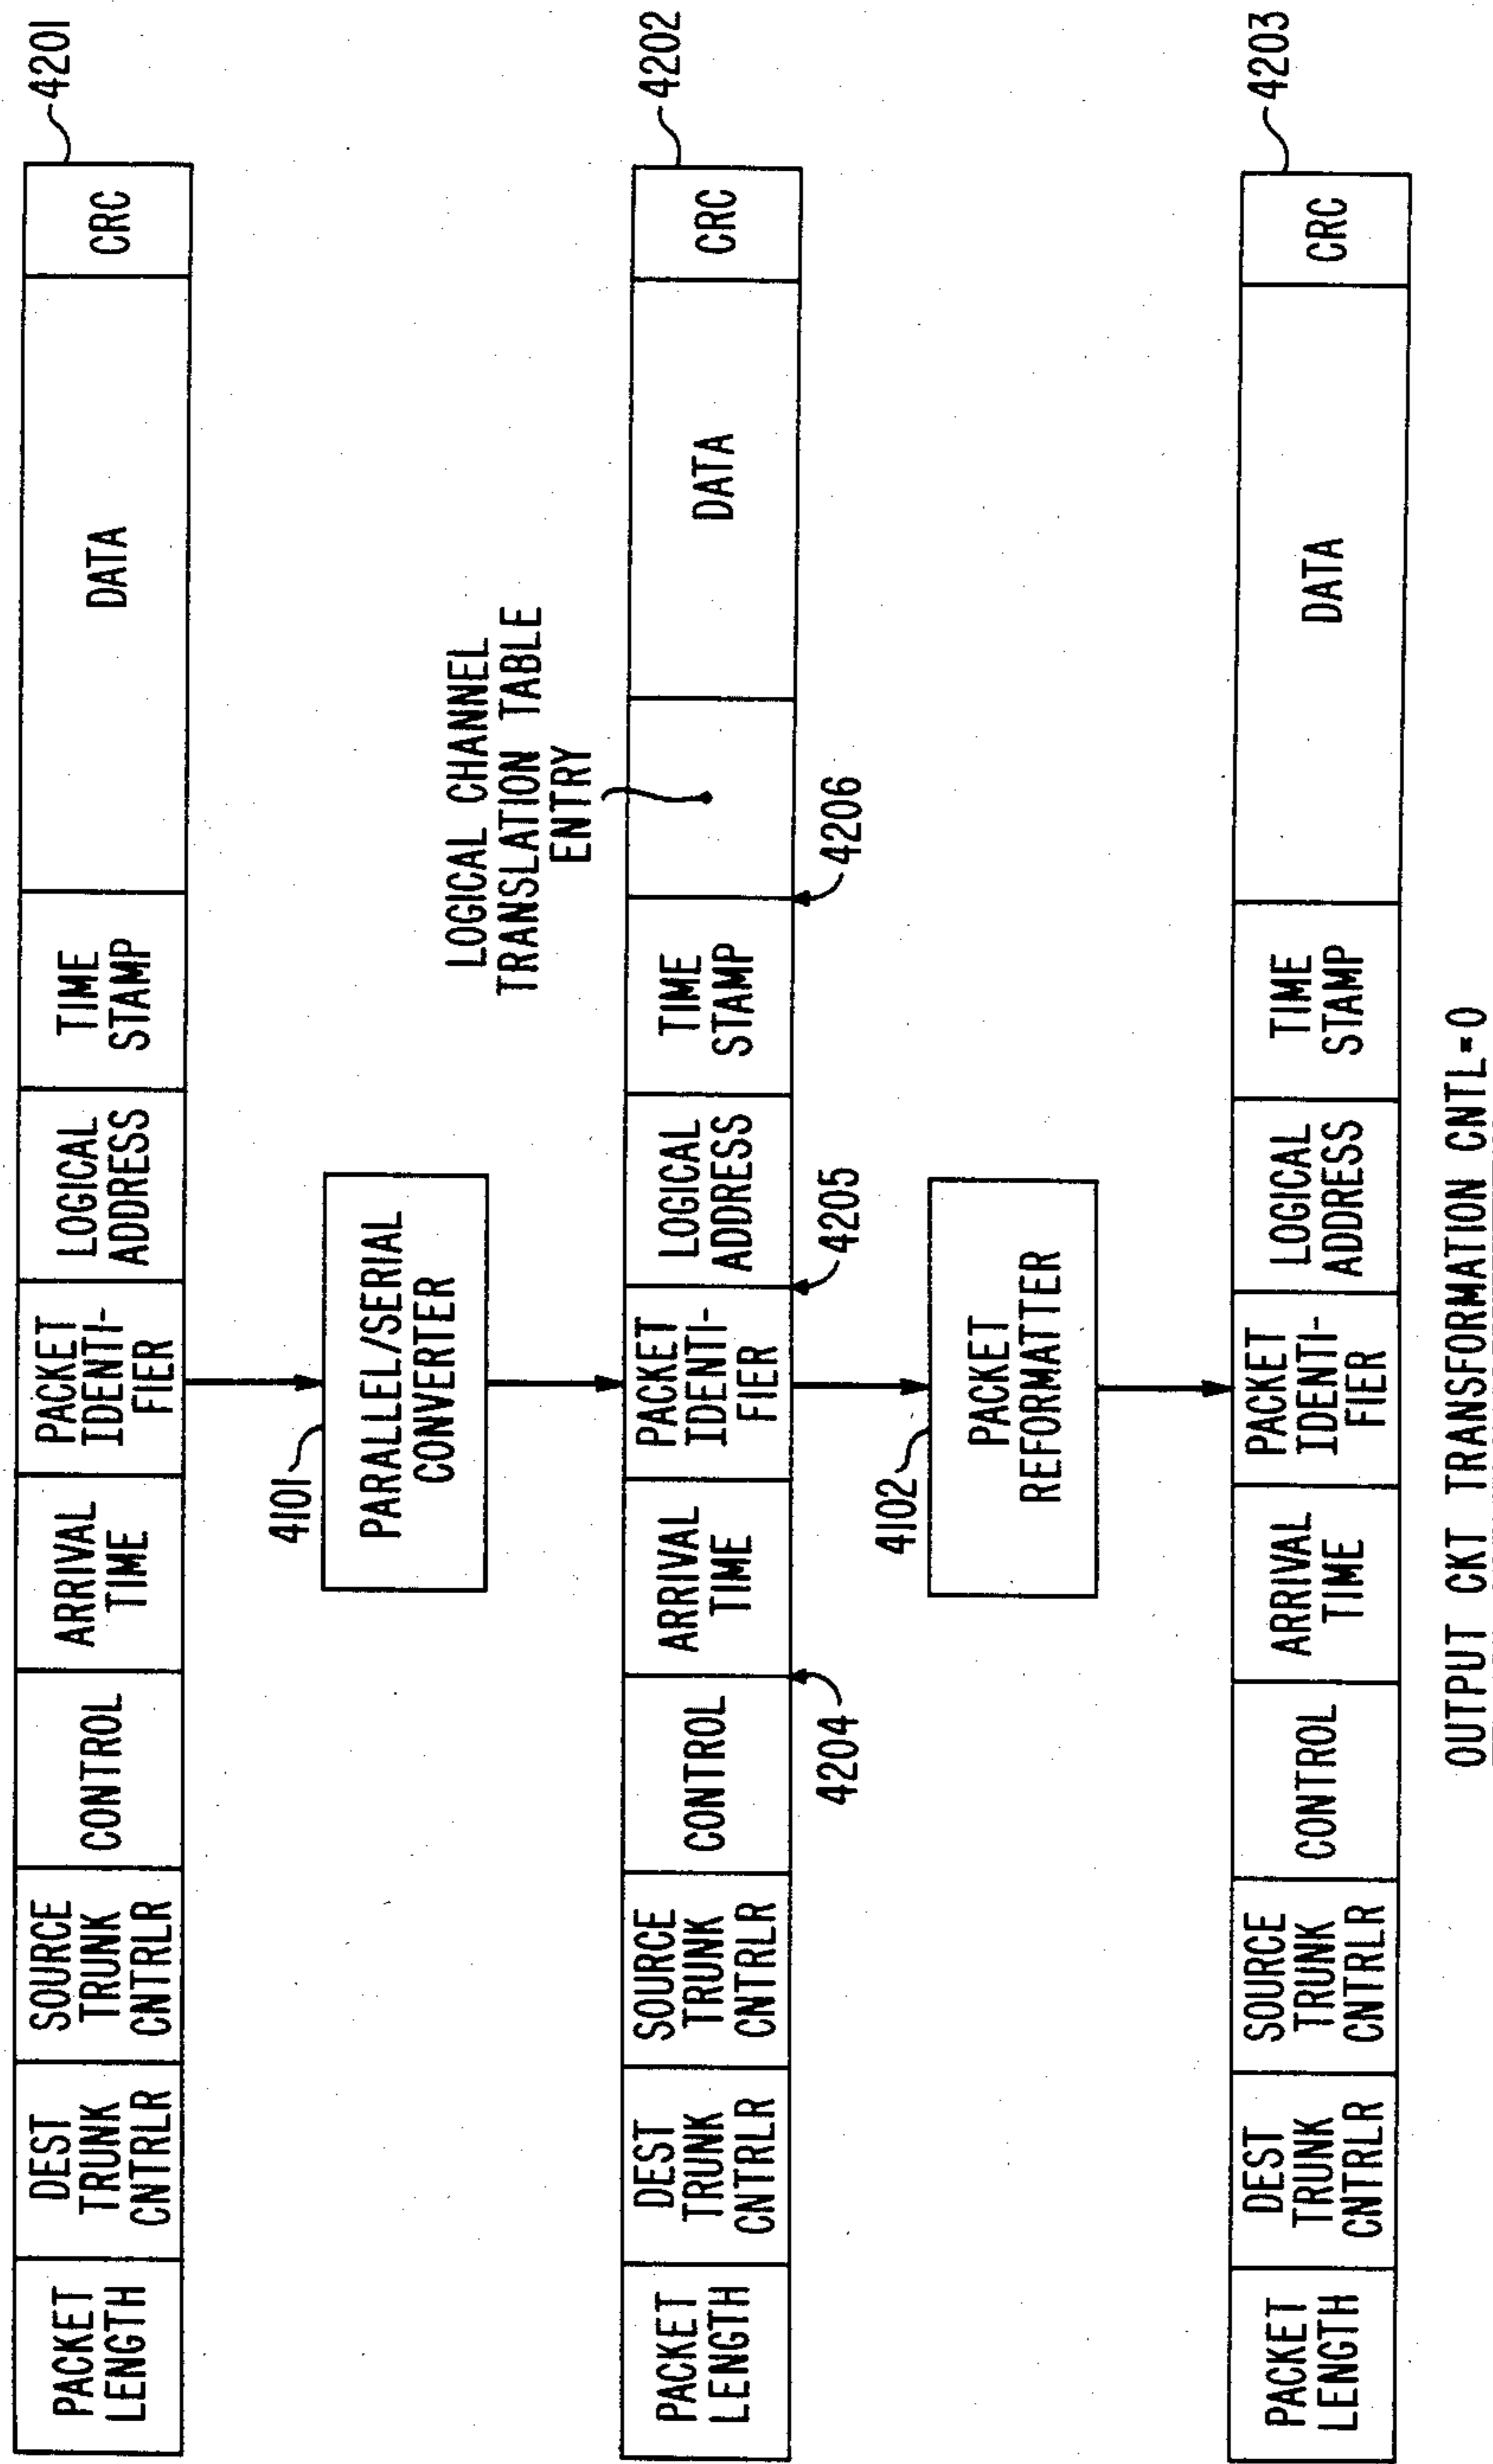 PACKET
LENGTH
DEST
TRUNK
CNTRLR
SOURCE
TRUNK
CNTRLR
CONTROL
ARRIVAL
TIME
PACKET
IDENTI-
FIER
LOGICAL
ADDRESS
TIME
STAMP
DATA
CRC
4201
4101
PARALLEL/SERIAL
CONVERTER
LOGICAL CHANNEL
TRANSLATION TABLE
ENTRY
PACKET
LENGTH
DEST
TRUNK
CNTRLR
SOURCE
TRUNK
CNTRLR
CONTROL
ARRIVAL
TIME
PACKET
IDENTI-
FIER
LOGICAL
ADDRESS
TIME
STAMP
DATA
CRC
4202
4204
4205
4206
4102
PACKET
REFORMATTER
PACKET
LENGTH
DEST
TRUNK
CNTRLR
SOURCE
TRUNK
CNTRLR
CONTROL
ARRIVAL
TIME
PACKET
IDENTI-
FIER
LOGICAL
ADDRESS
TIME
STAMP
DATA
CRC
4203
OUTPUT CKT TRANSFORMATION CNTL=0